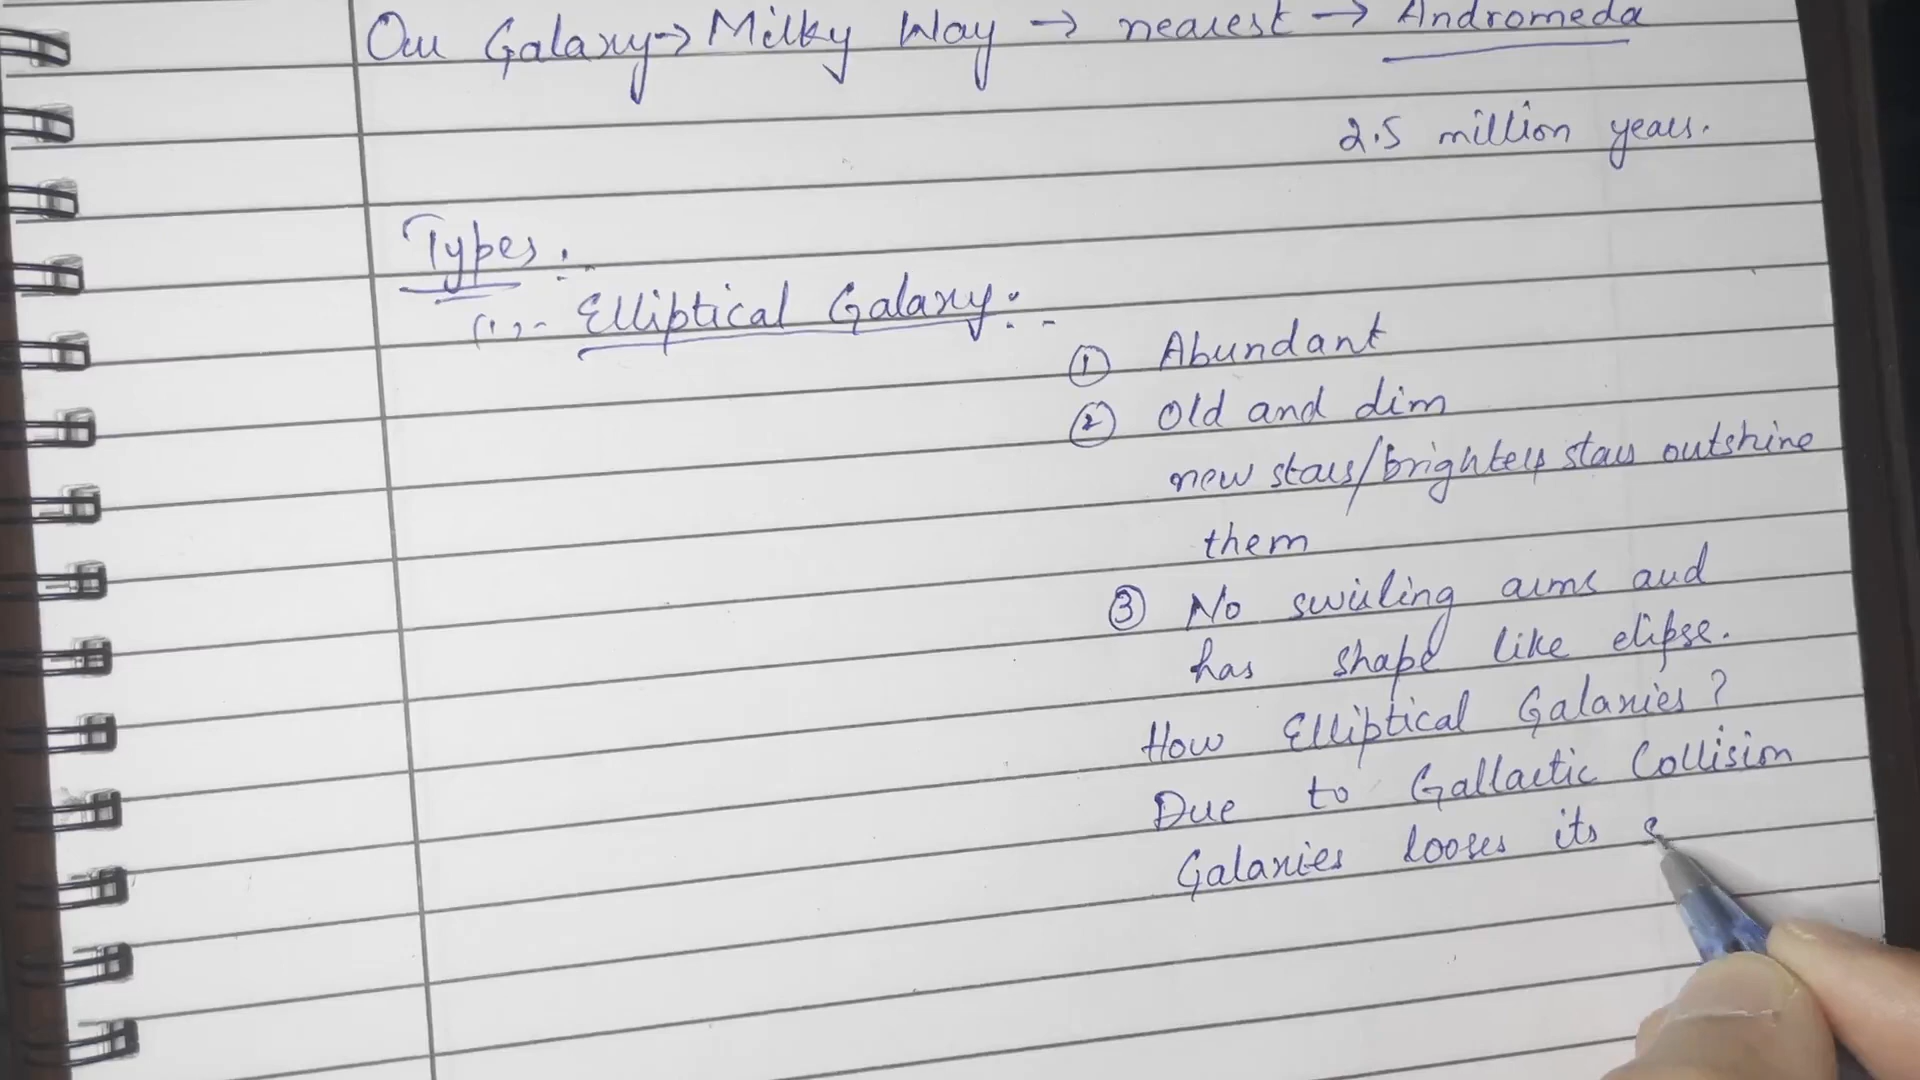 Our Galaxy → Milky Way → nearest → Andromeda
2.5 million years.
Types:-
(1)- Elliptical Galaxy:-
① Abundant
② Old and dim
new stars/brighters stars outshine
them
③ No swirling arms and
has shape like elipse.
How Elliptical Galaxies?
Due to Gallactic Collision
Galaxies looses its s